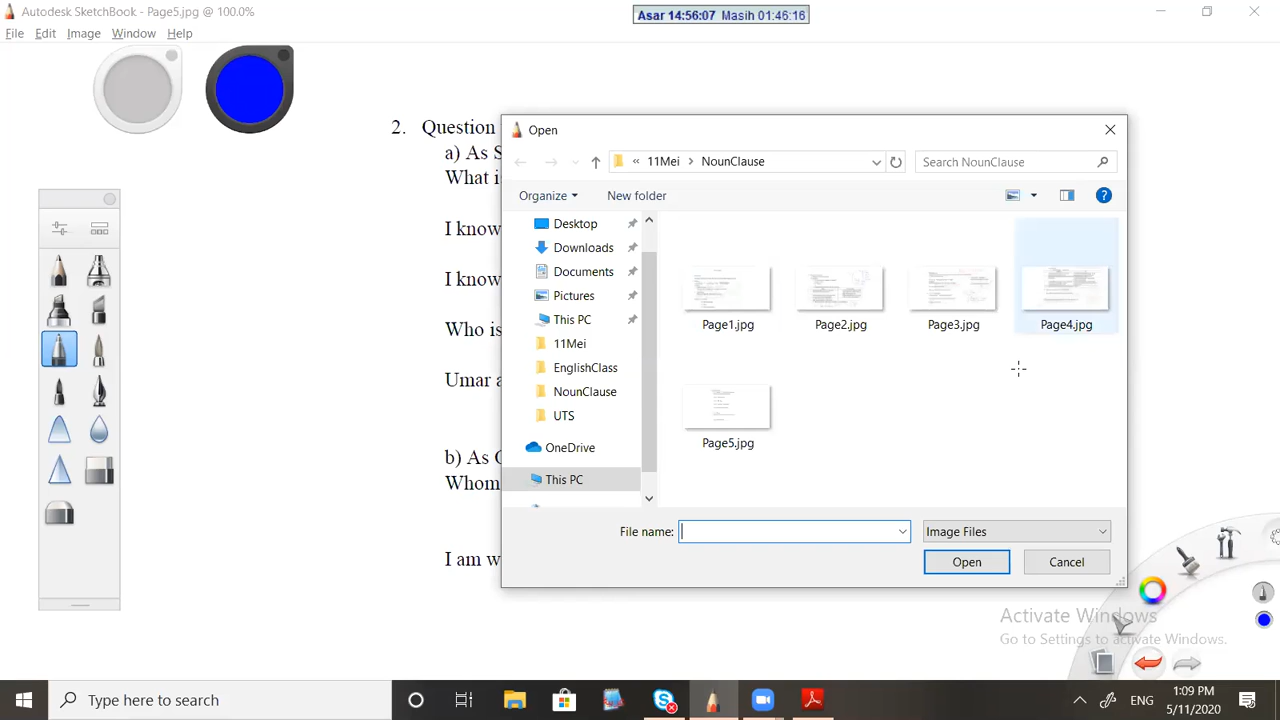 Autodesk SketchBook - Page5.jpg @ 100.0%
Asar 14:56:07 Masih 01:46:16
File Edit Image Window Help
2. Question
a) As S
What i
I know
I know
Who is
Umar a
b) As
Whom
I am w
Open
« 11Mei > NounClause
Search NounClause
Organize New folder
Desktop
Downloads
Documents
Pictures
This PC
11Mei
EnglishClass
NounClause
UTS
OneDrive
This PC
Page1.jpg Page2.jpg Page3.jpg Page4.jpg
Page5.jpg
File name: Image Files
Open Cancel
Activate Windows
Go to Settings to activate Windows.
Type here to search
ENG
1:09 PM
5/11/2020